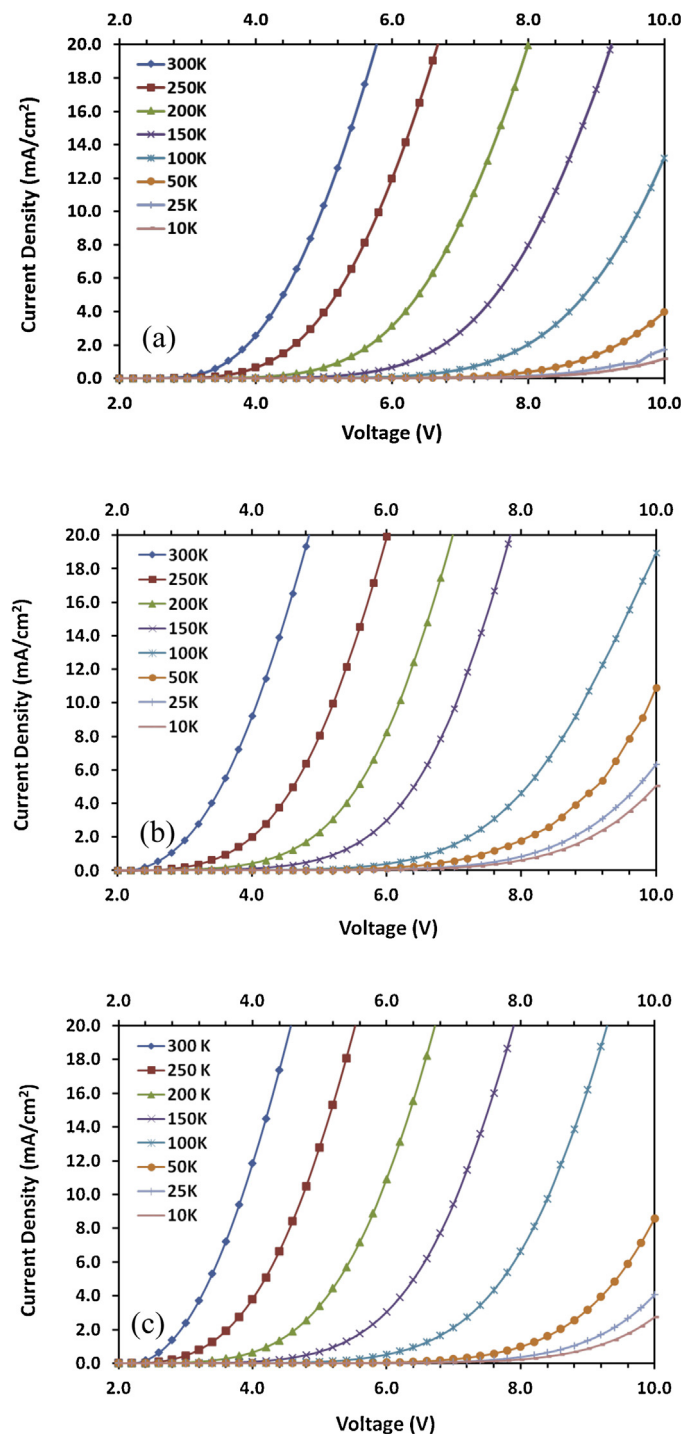 2.0 4.0 6.0 8.0 10.0
20.0
18.0
16.0
14.0
12.0
10.0
8.0
6.0
4.0
2.0
0.0
Current Density (mA/cm²)
300K
250K
200K
150K
100K
50K
25K
10K
(a)
2.0 4.0 6.0 8.0 10.0
Voltage (V)
2.0 4.0 6.0 8.0 10.0
20.0
18.0
16.0
14.0
12.0
10.0
8.0
6.0
4.0
2.0
0.0
Current Density (mA/cm²)
300K
250K
200K
150K
100K
50K
25K
10K
(b)
2.0 4.0 6.0 8.0 10.0
Voltage (V)
2.0 4.0 6.0 8.0 10.0
20.0
18.0
16.0
14.0
12.0
10.0
8.0
6.0
4.0
2.0
0.0
Current Density (mA/cm²)
300 K
250 K
200 K
150K
100K
50K
25K
10K
(c)
2.0 4.0 6.0 8.0 10.0
Voltage (V)